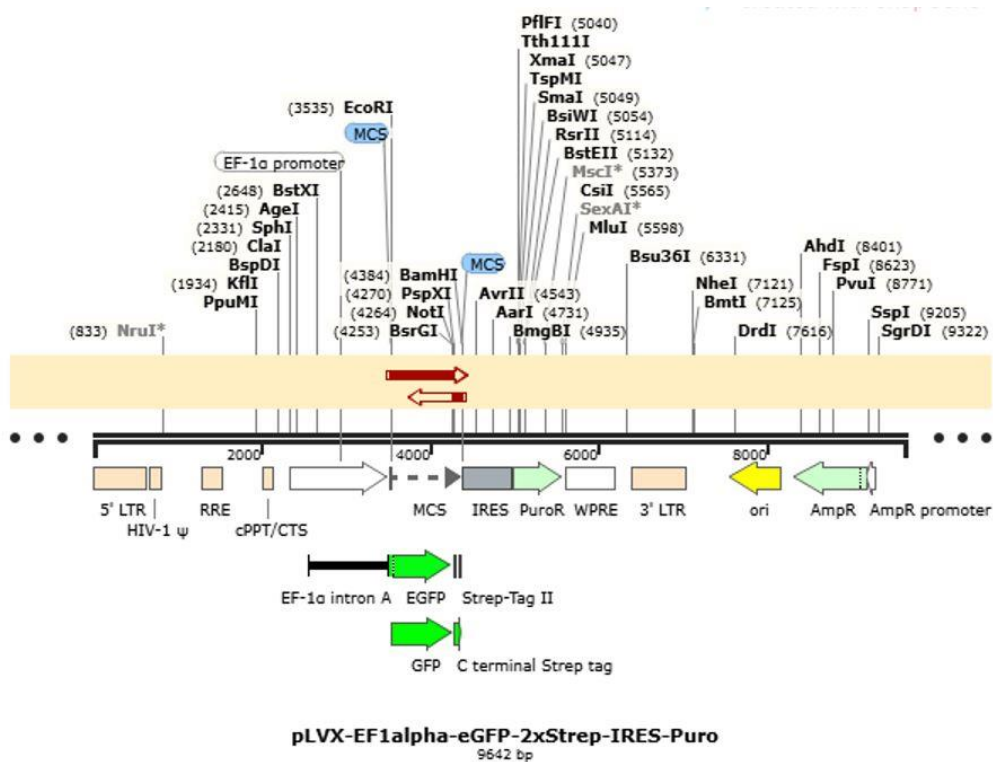 PflFI (5040)
Tth111I
XmaI (5047)
TspMI
SmaI (5049)
(3535) EcoRI
BsiWI (5054)
MCS
RsrII (5114)
BstEII (5132)
EF-1α promoter
MscI* (5373)
(2648) BstXI
CsiI (5565)
(2415) AgeI
SexAI*
(2331) SphI
MluI (5598)
(2180) ClaI
(4384) BamHI
MCS
Bsu36I (6331)
AhdI (8401)
BspDI
(4270) PspXI
AvrII (4543)
NheI (7121)
FspI (8623)
(1934) KflI
(4264) NotI
AarI (4731)
BmtI (7125)
PvuI (8771)
PpuMI
(4253) BsrGI
BmgBI (4935)
DrdI (7616)
SspI (9205)
(833) NruI*
SgrDI (9322)
2000 4000 6000 8000
5' LTR RRE MCS IRES PuroR WPRE 3' LTR ori AmpR AmpR promoter
HIV-1 ψ cPPT/CTS
EF-1α intron A EGFP Strep-Tag II
GFP C terminal Strep tag
pLVX-EF1alpha-eGFP-2xStrep-IRES-Puro
9642 bp